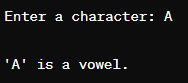 Enter a character: A
'A' is a vowel.